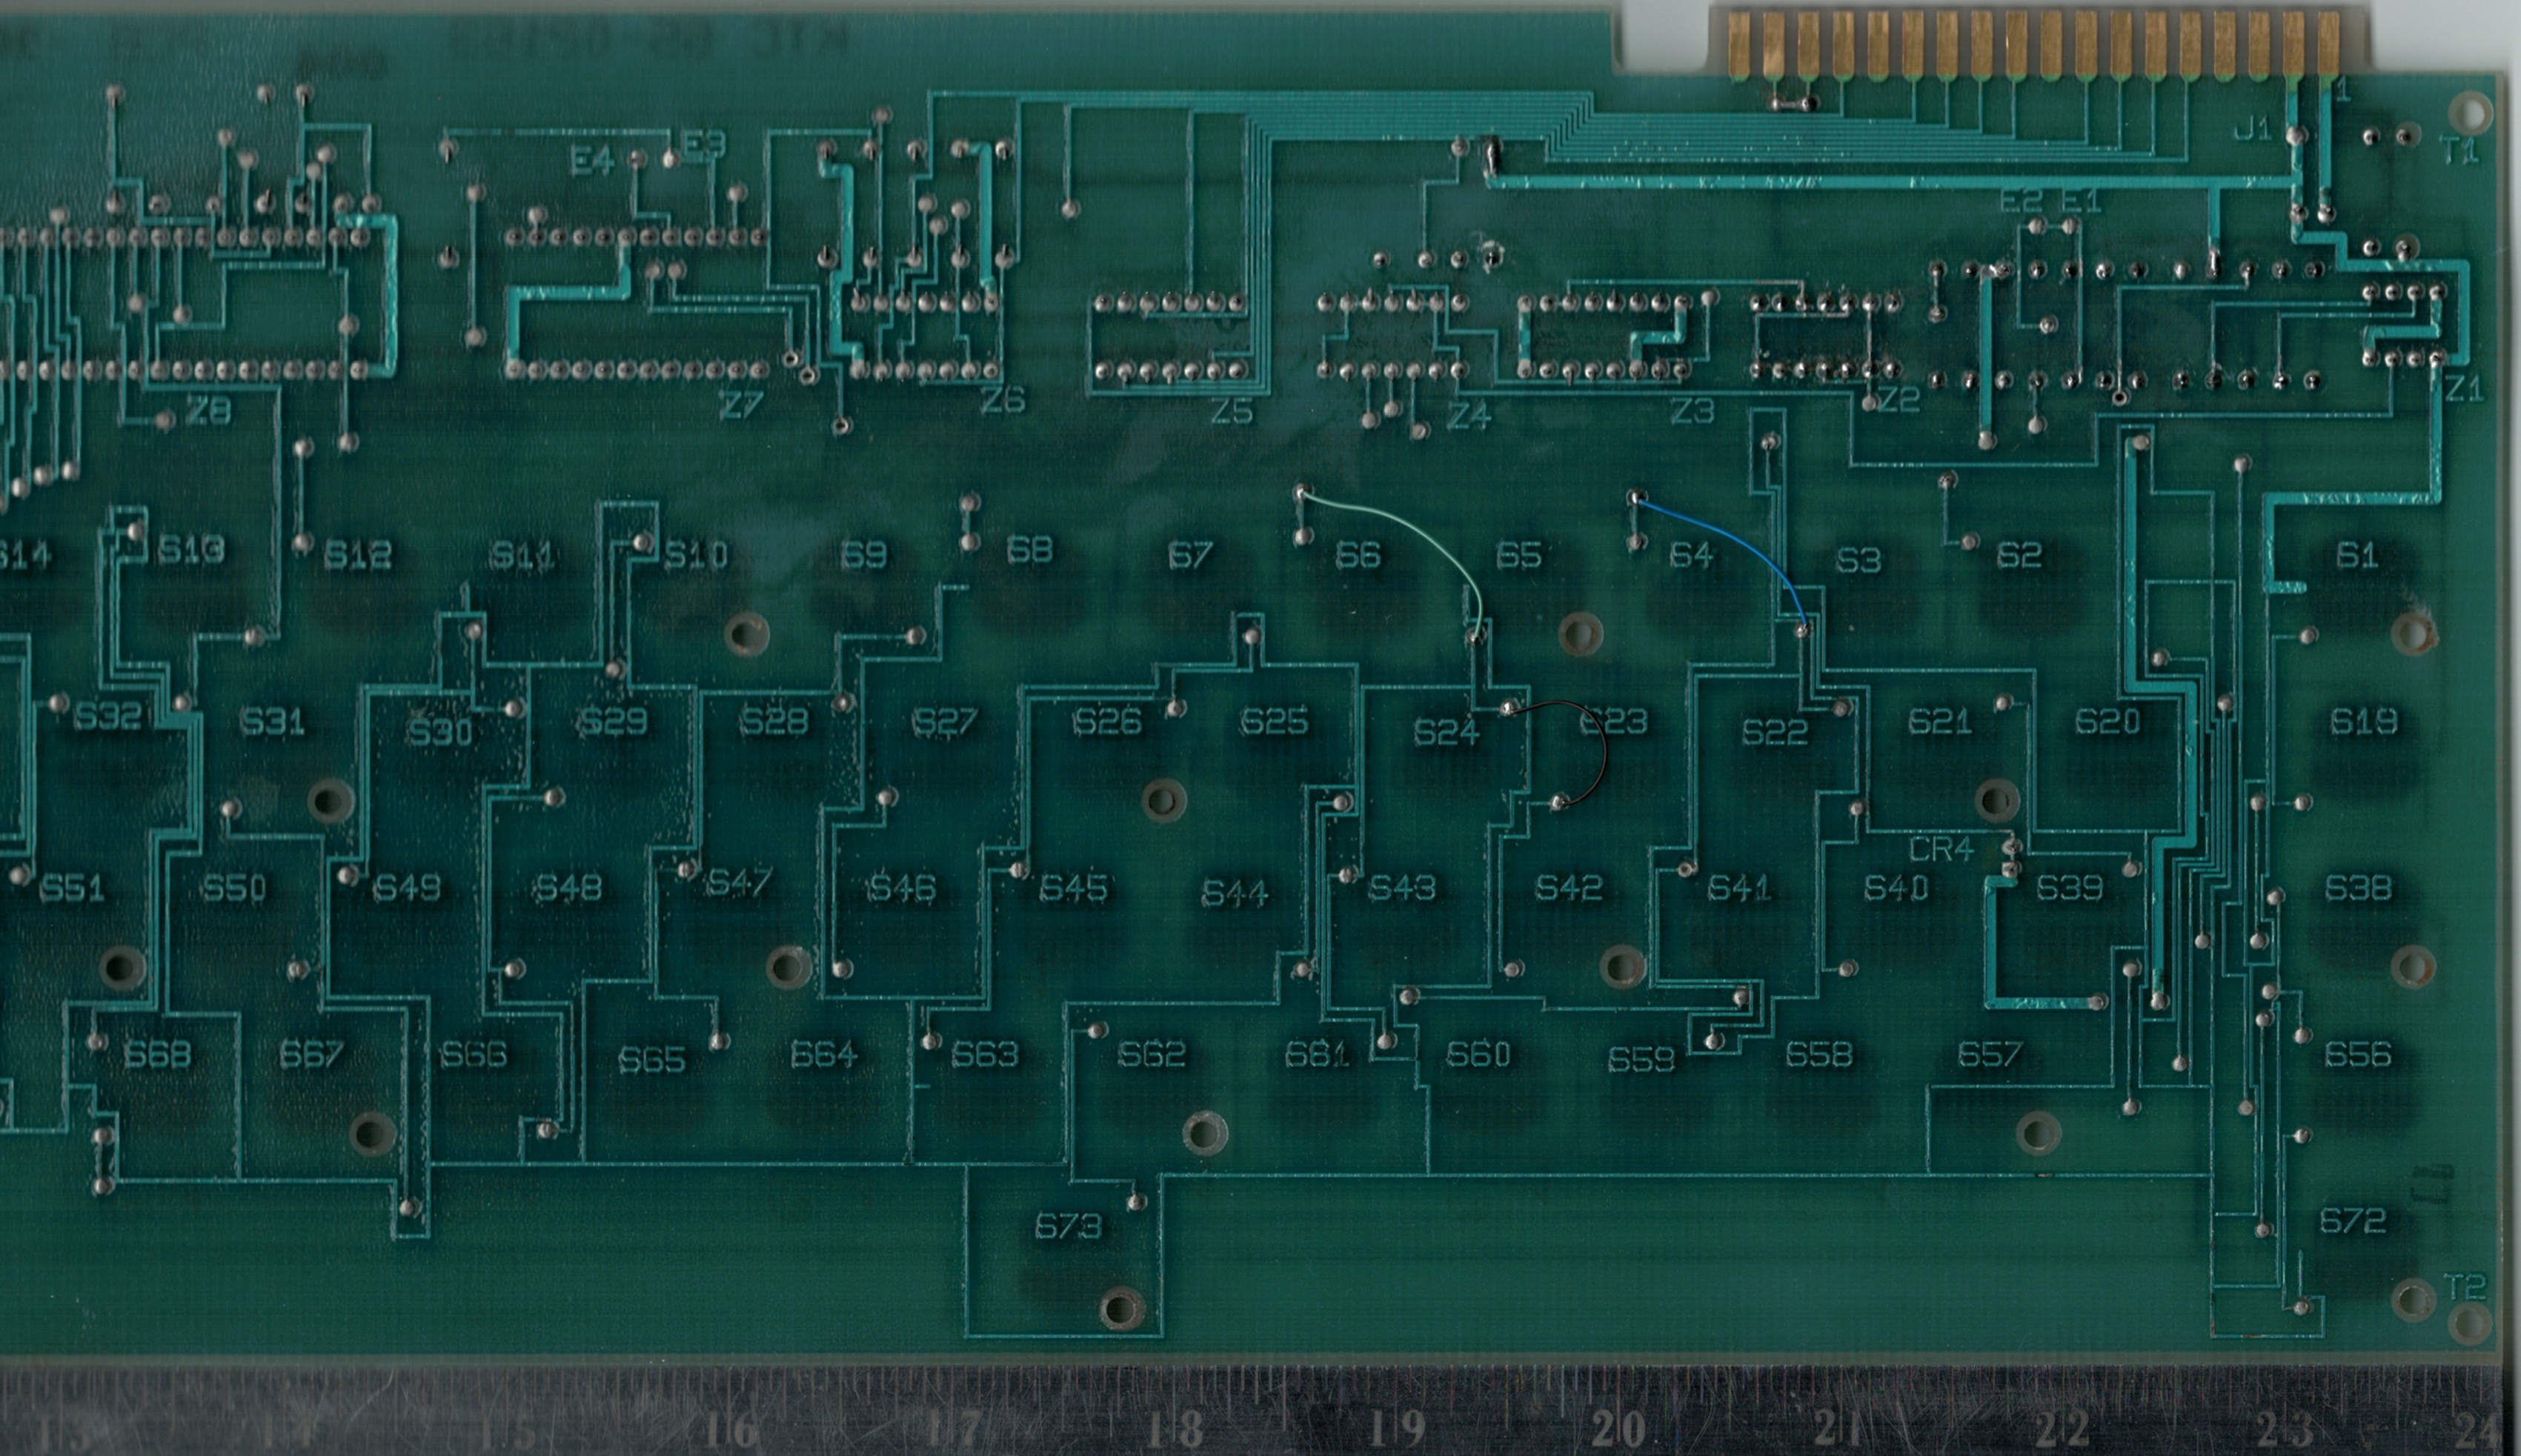 KTC 65-02193
1
J1
T1
E4 E3
E2 E1
Z8 Z7 Z6 Z5 Z4 Z3 Z2 Z1
S14 S13 S12 S11 S10 S9 S8 S7 S6 S5 S4 S3 S2 S1
S32 S31 S30 S29 S28 S27 S26 S25 S24 S23 S22 S21 S20 S19
CR4
S51 S50 S49 S48 S47 S46 S45 S44 S43 S42 S41 S40 S39 S38
S68 S67 S66 S65 S64 S63 S62 S61 S60 S59 S58 S57 S56
S73 S72
T2
13 14 15 16 17 18 19 20 21 22 23 24